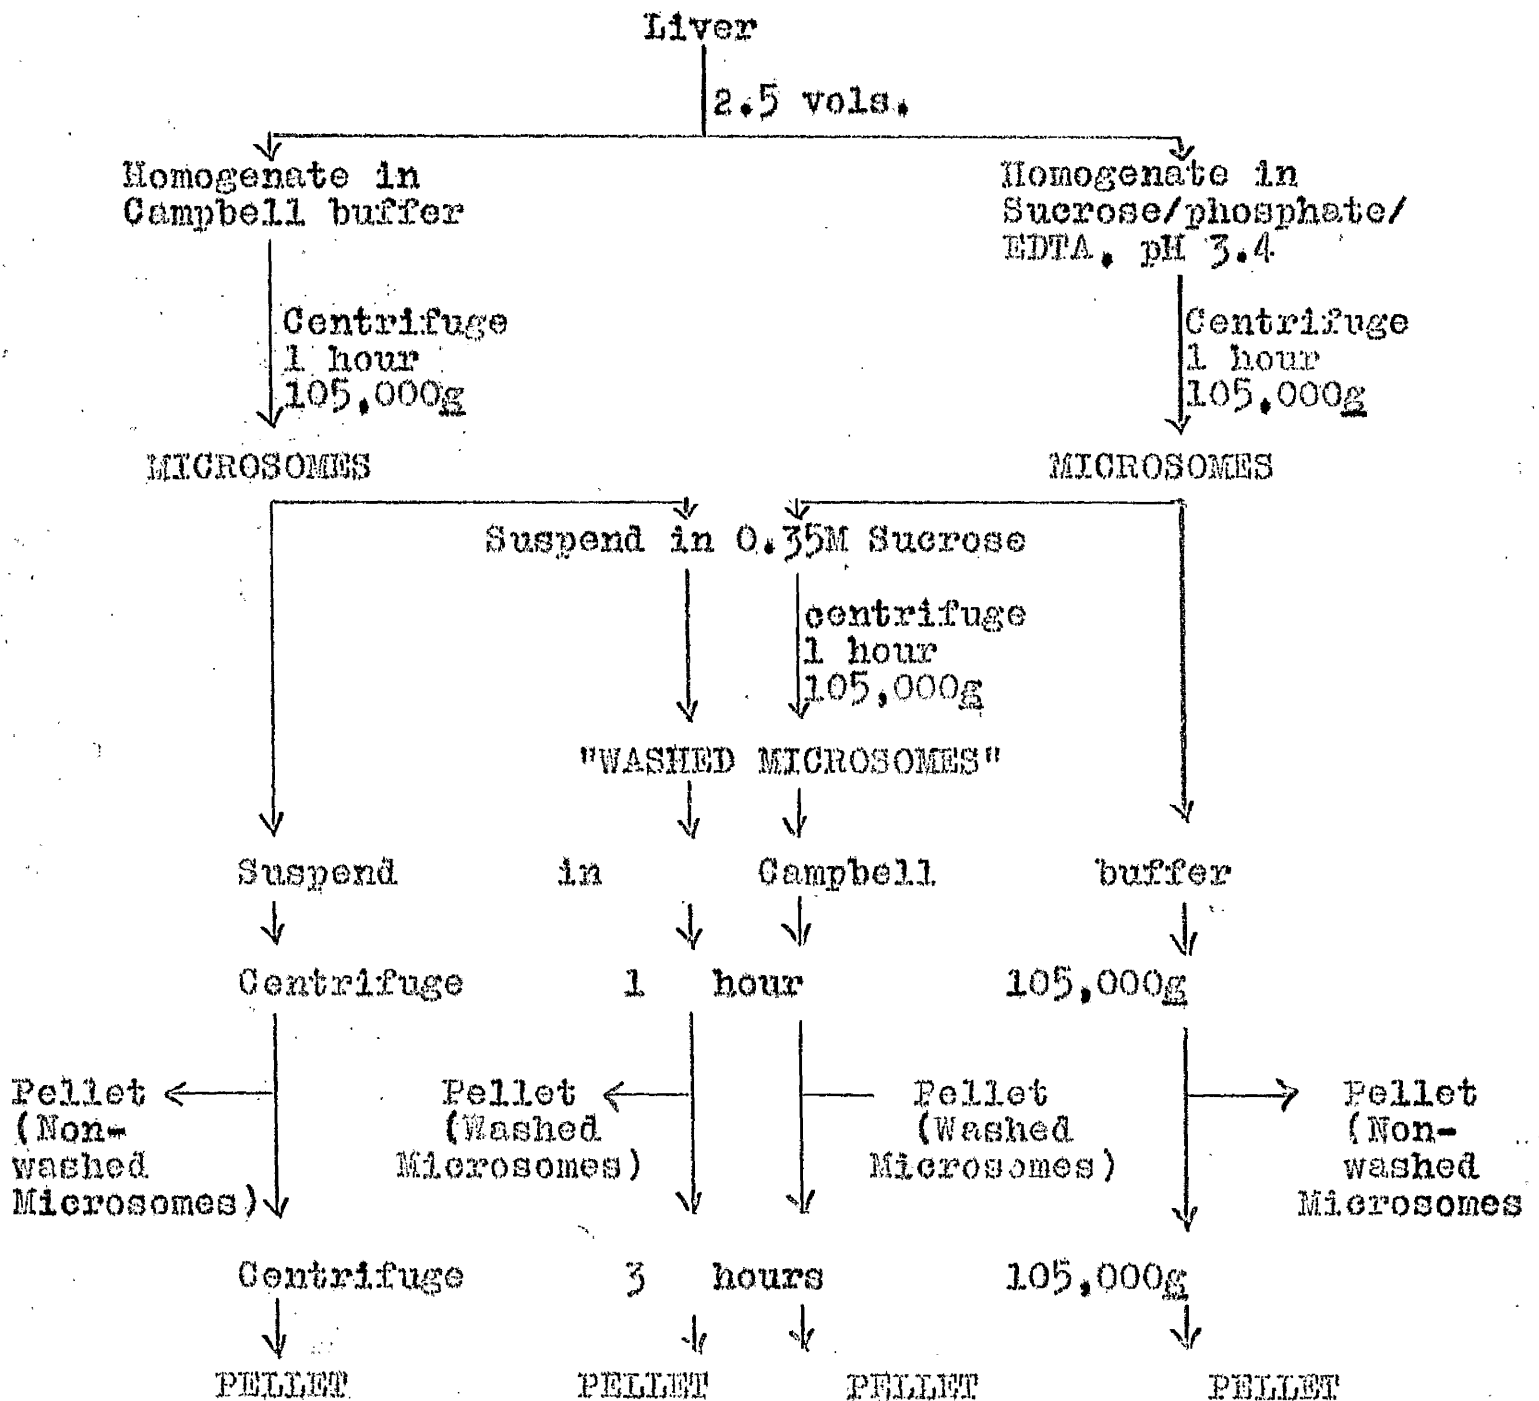 Liver
2.5 vols.
Homogenate in
Campbell buffer
Homogenate in
Sucrose/phosphate/
EDTA. pH 3.4
Centrifuge
1 hour
105,000g
Centrifuge
1 hour
105,000g
MICROSOMES
MICROSOMES
Suspend in 0.35M Sucrose
centrifuge
1 hour
105,000g
"WASHED MICROSOMES"
Suspend in Campbell buffer
Centrifuge 1 hour 105,000g
Pellet
(Non-
washed
Microsomes)
Pellet
(Washed
Microsomes)
Pellet
(Washed
Microsomes)
Pellet
(Non-
washed
Microsomes
Centrifuge 3 hours 105,000g
PELLET PELLET PELLET PELLET